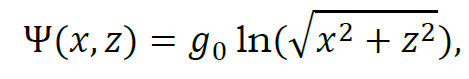 Ψ(x, z) = g₀ ln(√x² + z²),